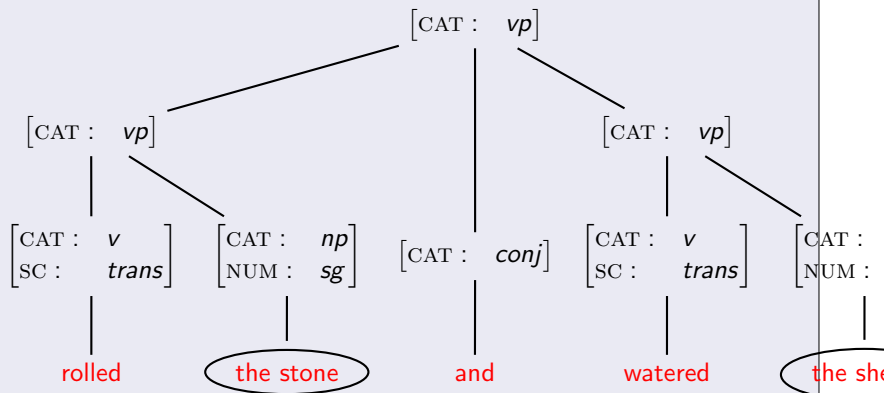 [CAT : vp]
[CAT : vp] [CAT : vp]
[CAT : v [CAT : np [CAT : conj] [CAT : v [CAT :
SC : trans] NUM : sg] SC : trans] NUM :
rolled the stone and watered the